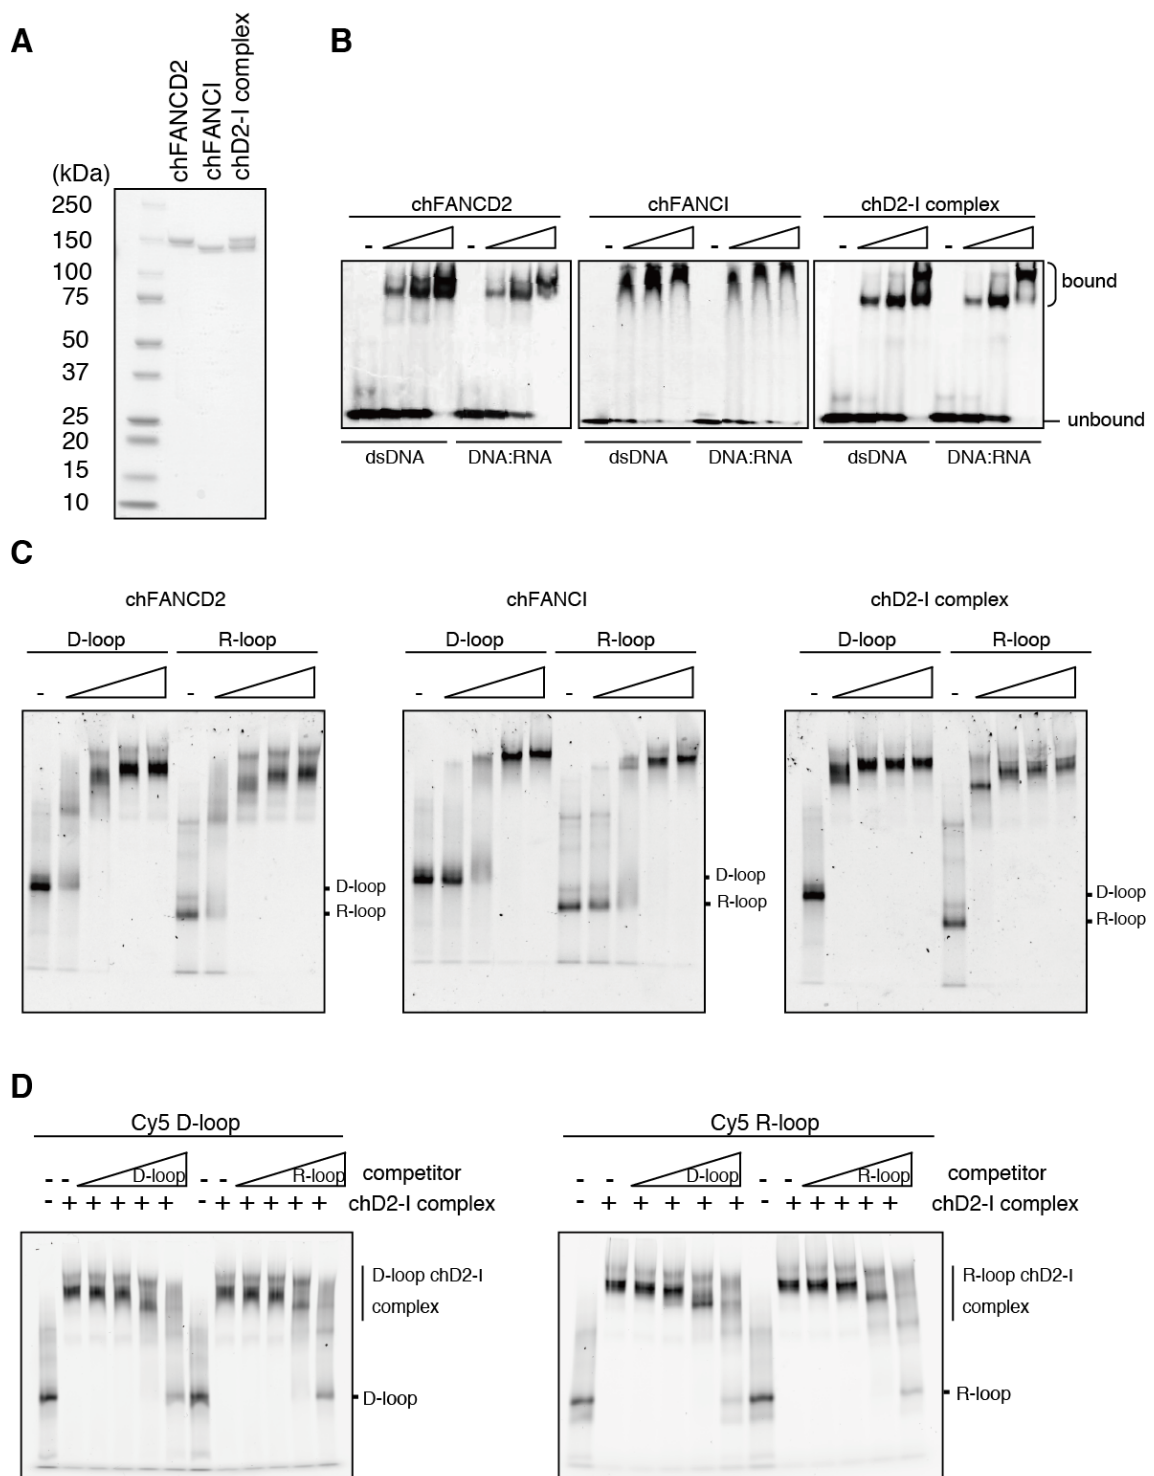 A
chFANCD2
chFANCI
chD2-I complex
(kDa)
250
150
100
75
50
37
25
20
15
10
B
chFANCD2 chFANCI chD2-I complex
- - - - - -
bound
unbound
dsDNA DNA:RNA dsDNA DNA:RNA dsDNA DNA:RNA
C
chFANCD2 chFANCI chD2-I complex
D-loop R-loop D-loop R-loop D-loop R-loop
- - - - - -
D-loop
R-loop
D-loop
R-loop
D-loop
R-loop
D
Cy5 D-loop
- - D-loop - - R-loop competitor
- + + + + + - + + + + + chD2-I complex
D-loop chD2-I
complex
D-loop
Cy5 R-loop
- - D-loop - - R-loop competitor
- + + + + + - + + + + + chD2-I complex
R-loop chD2-I
complex
R-loop